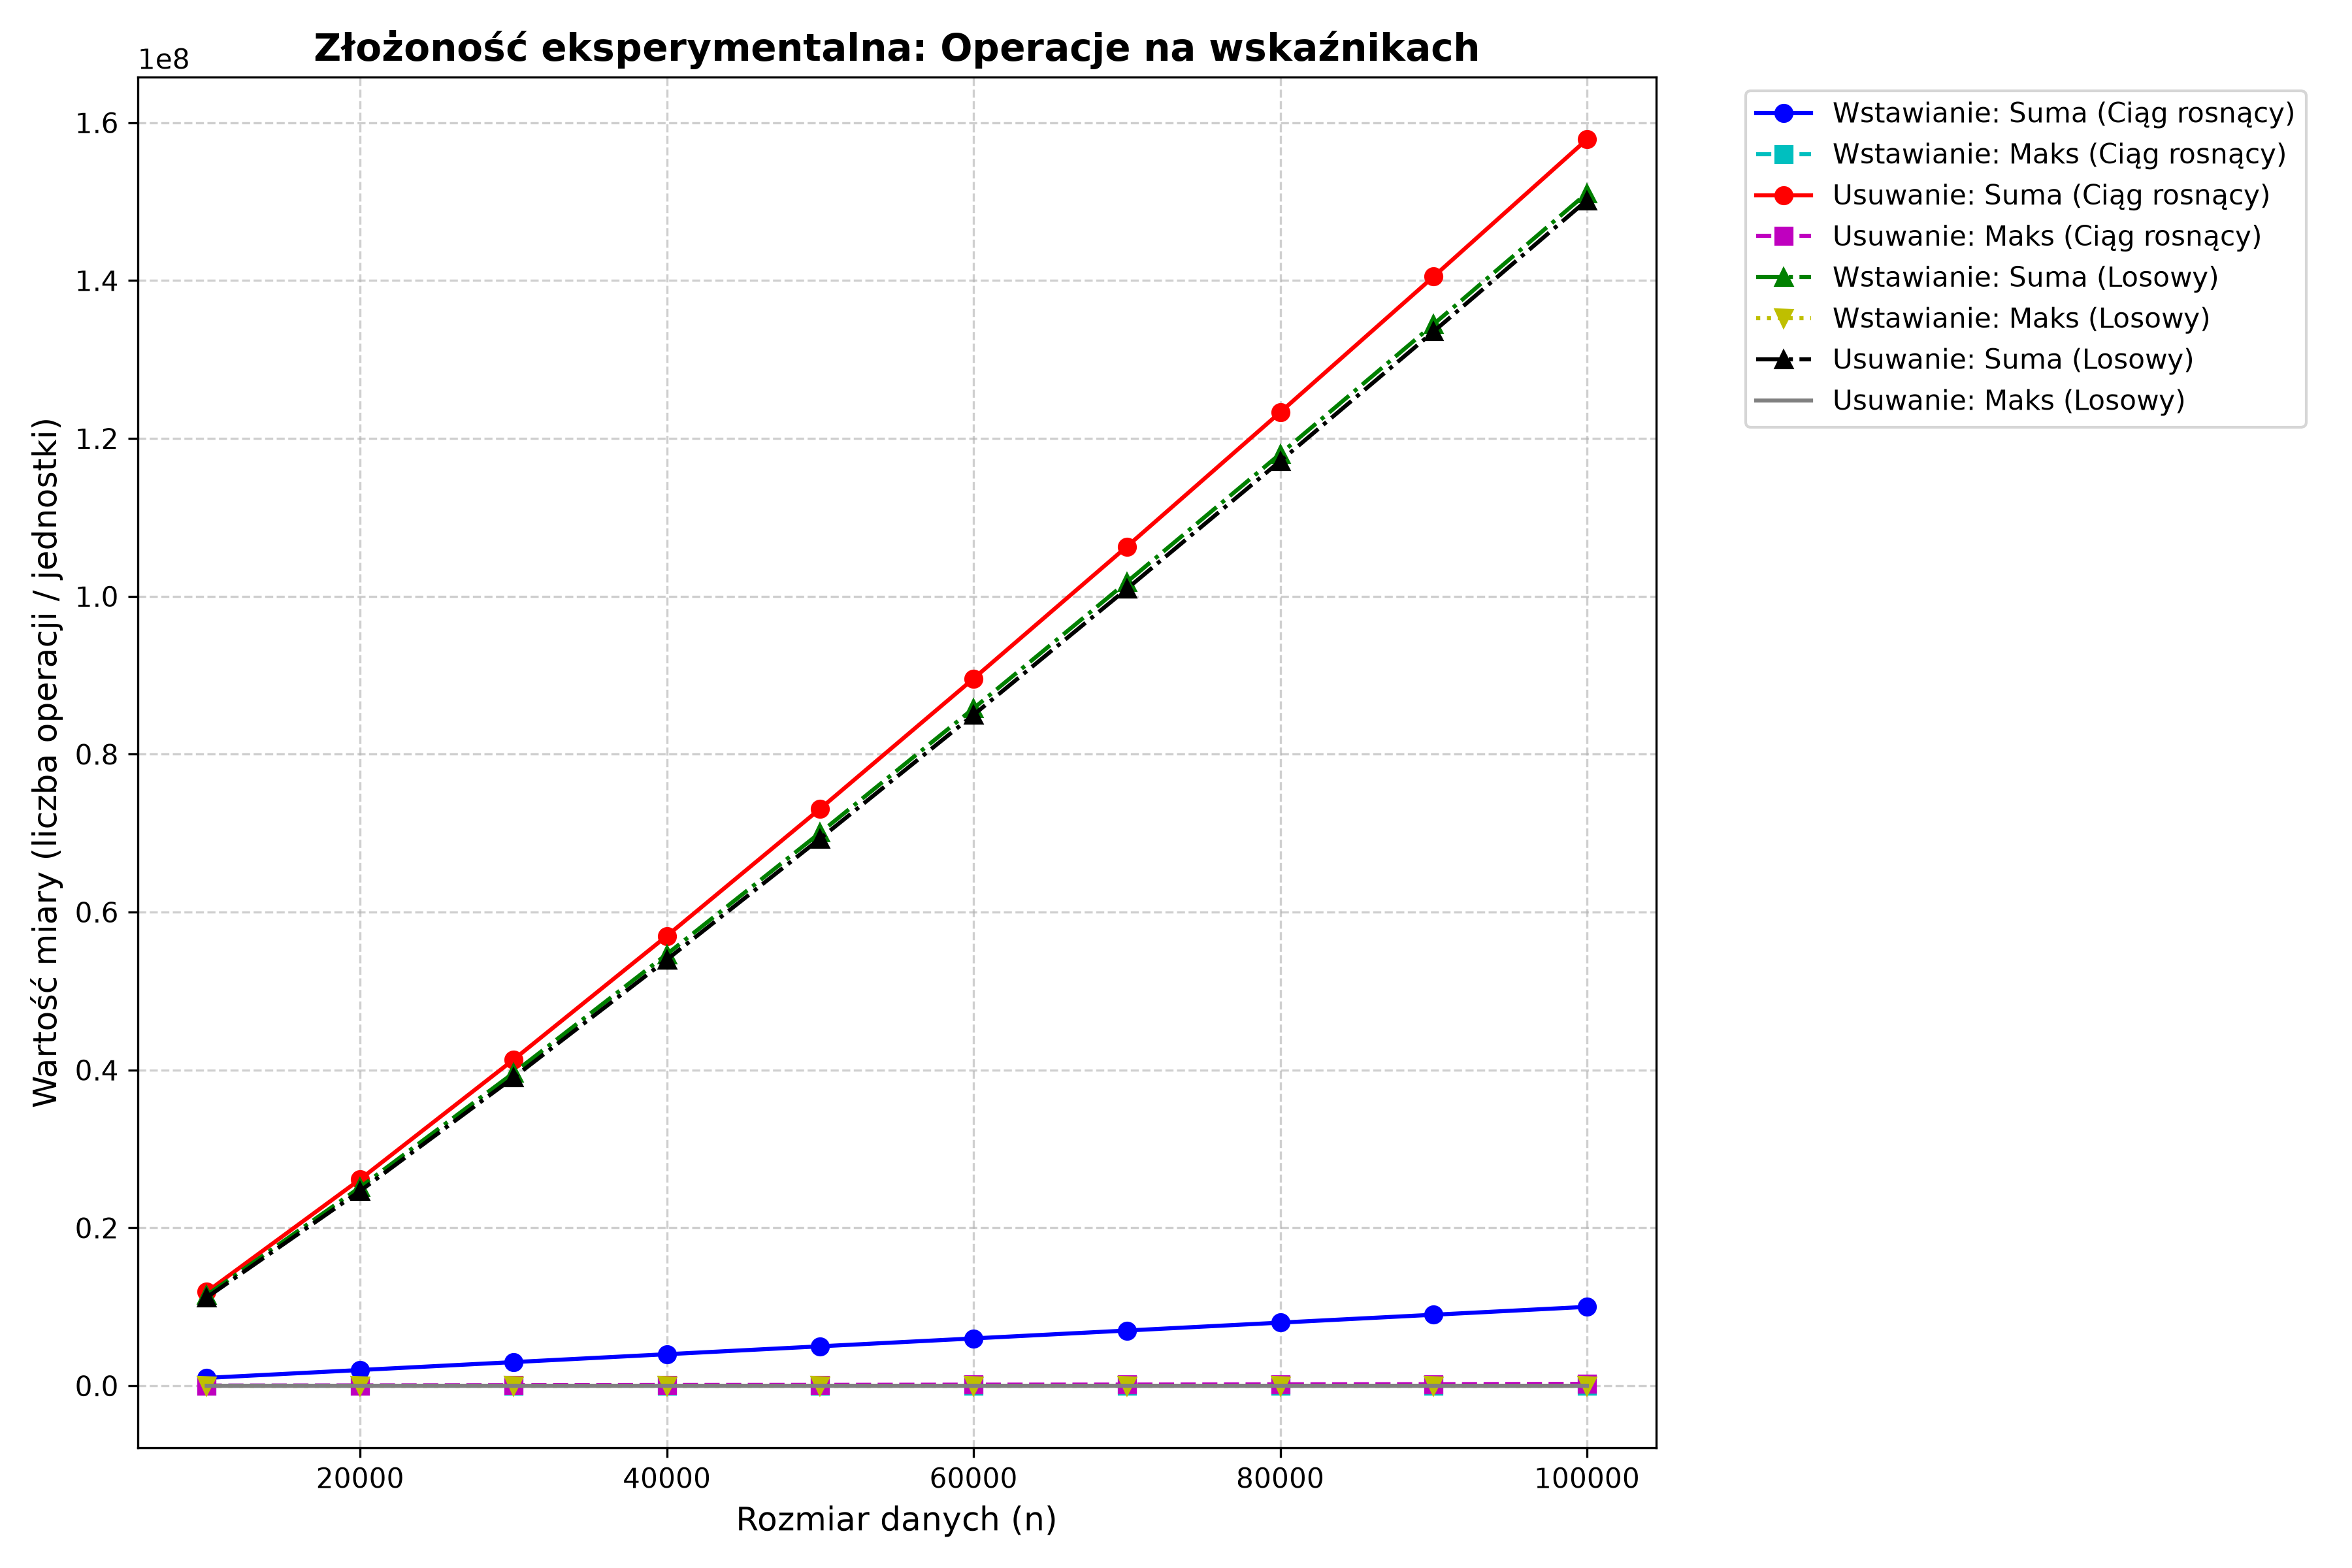 Złożoność eksperymentalna: Operacje na wskaźnikach
1e8
1.6
1.4
1.2
1.0
0.8
0.6
0.4
0.2
0.0
Wartość miary (liczba operacji / jednostki)
20000
40000
60000
80000
100000
Rozmiar danych (n)
Wstawianie: Suma (Ciąg rosnący)
Wstawianie: Maks (Ciąg rosnący)
Usuwanie: Suma (Ciąg rosnący)
Usuwanie: Maks (Ciąg rosnący)
Wstawianie: Suma (Losowy)
Wstawianie: Maks (Losowy)
Usuwanie: Suma (Losowy)
Usuwanie: Maks (Losowy)